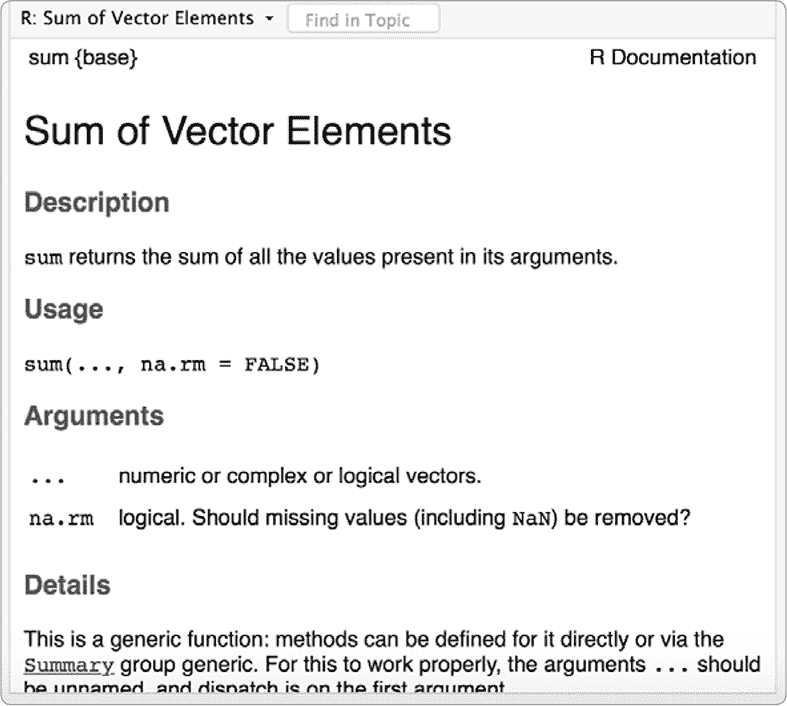 R: Sum of Vector Elements
Find in Topic
sum {base}
R Documentation
Sum of Vector Elements
Description
sum returns the sum of all the values present in its arguments.
Usage
sum(..., na.rm = FALSE)
Arguments
... numeric or complex or logical vectors.
na.rm logical. Should missing values (including NaN) be removed?
Details
This is a generic function: methods can be defined for it directly or via the
Summary group generic. For this to work properly, the arguments ... should
be unnamed, and dispatch is on the first argument